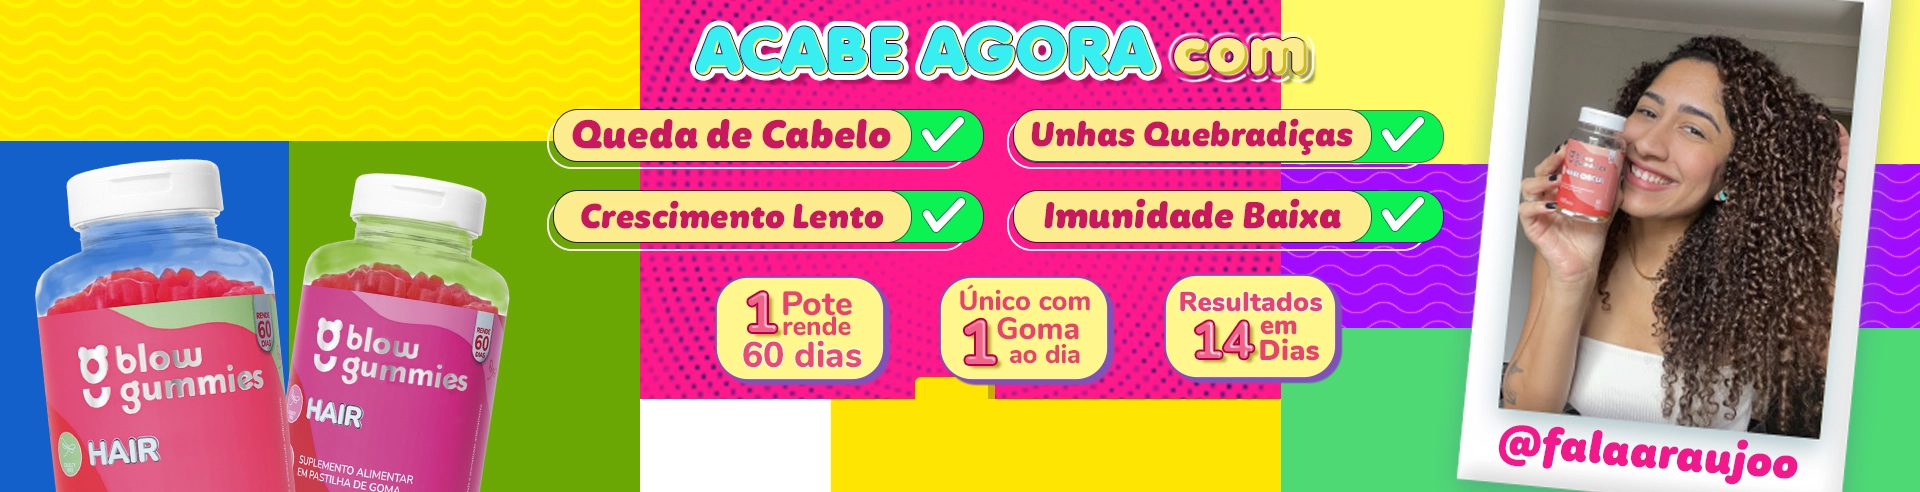 ACABE AGORA com
Queda de Cabelo
Unhas Quebradiças
Crescimento Lento
Imunidade Baixa
1 Pote
rende
60 dias
Único com
1 Goma
ao dia
Resultados
14 em
Dias
RENDE
60
DIAS
blow
gummies
HAIR
RENDE
60
DIAS
blow
gummies
HAIR
SUPLEMENTO ALIMENTAR
EM PASTILHA DE GOMA
@falaaraujoo